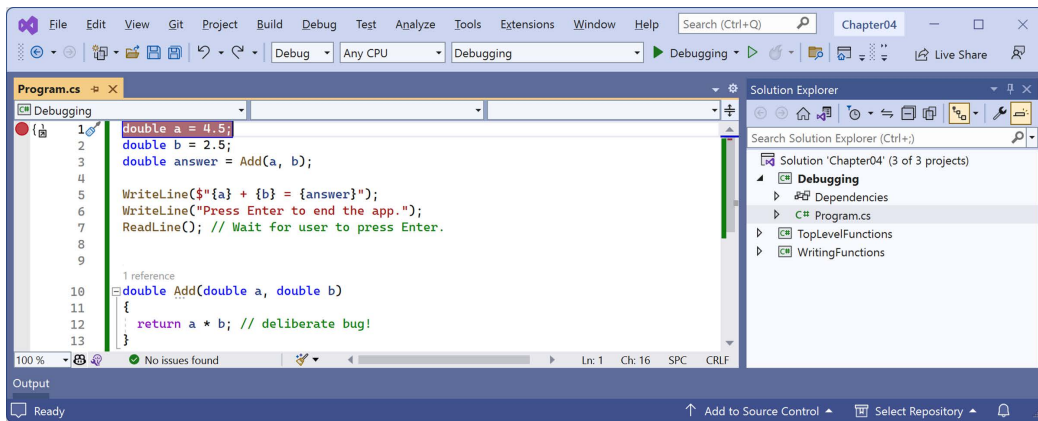 File Edit View Git Project Build Debug Test Analyze Tools Extensions Window Help Search (Ctrl+Q) Chapter04
Debug Any CPU Debugging Debugging Live Share
Program.cs
Solution Explorer
C# Debugging
Search Solution Explorer (Ctrl+;)
1 double a = 4.5;
2 double b = 2.5;
3 double answer = Add(a, b);
4
5 WriteLine($"{a} + {b} = {answer}");
6 WriteLine("Press Enter to end the app.");
7 ReadLine(); // Wait for user to press Enter.
8
9
1 reference
10 double Add(double a, double b)
11 {
12 return a * b; // deliberate bug!
13 }
Solution 'Chapter04' (3 of 3 projects)
C# Debugging
Dependencies
C# Program.cs
C# TopLevelFunctions
C# WritingFunctions
100 % No issues found Ln: 1 Ch: 16 SPC CRLF
Output
Ready Add to Source Control Select Repository